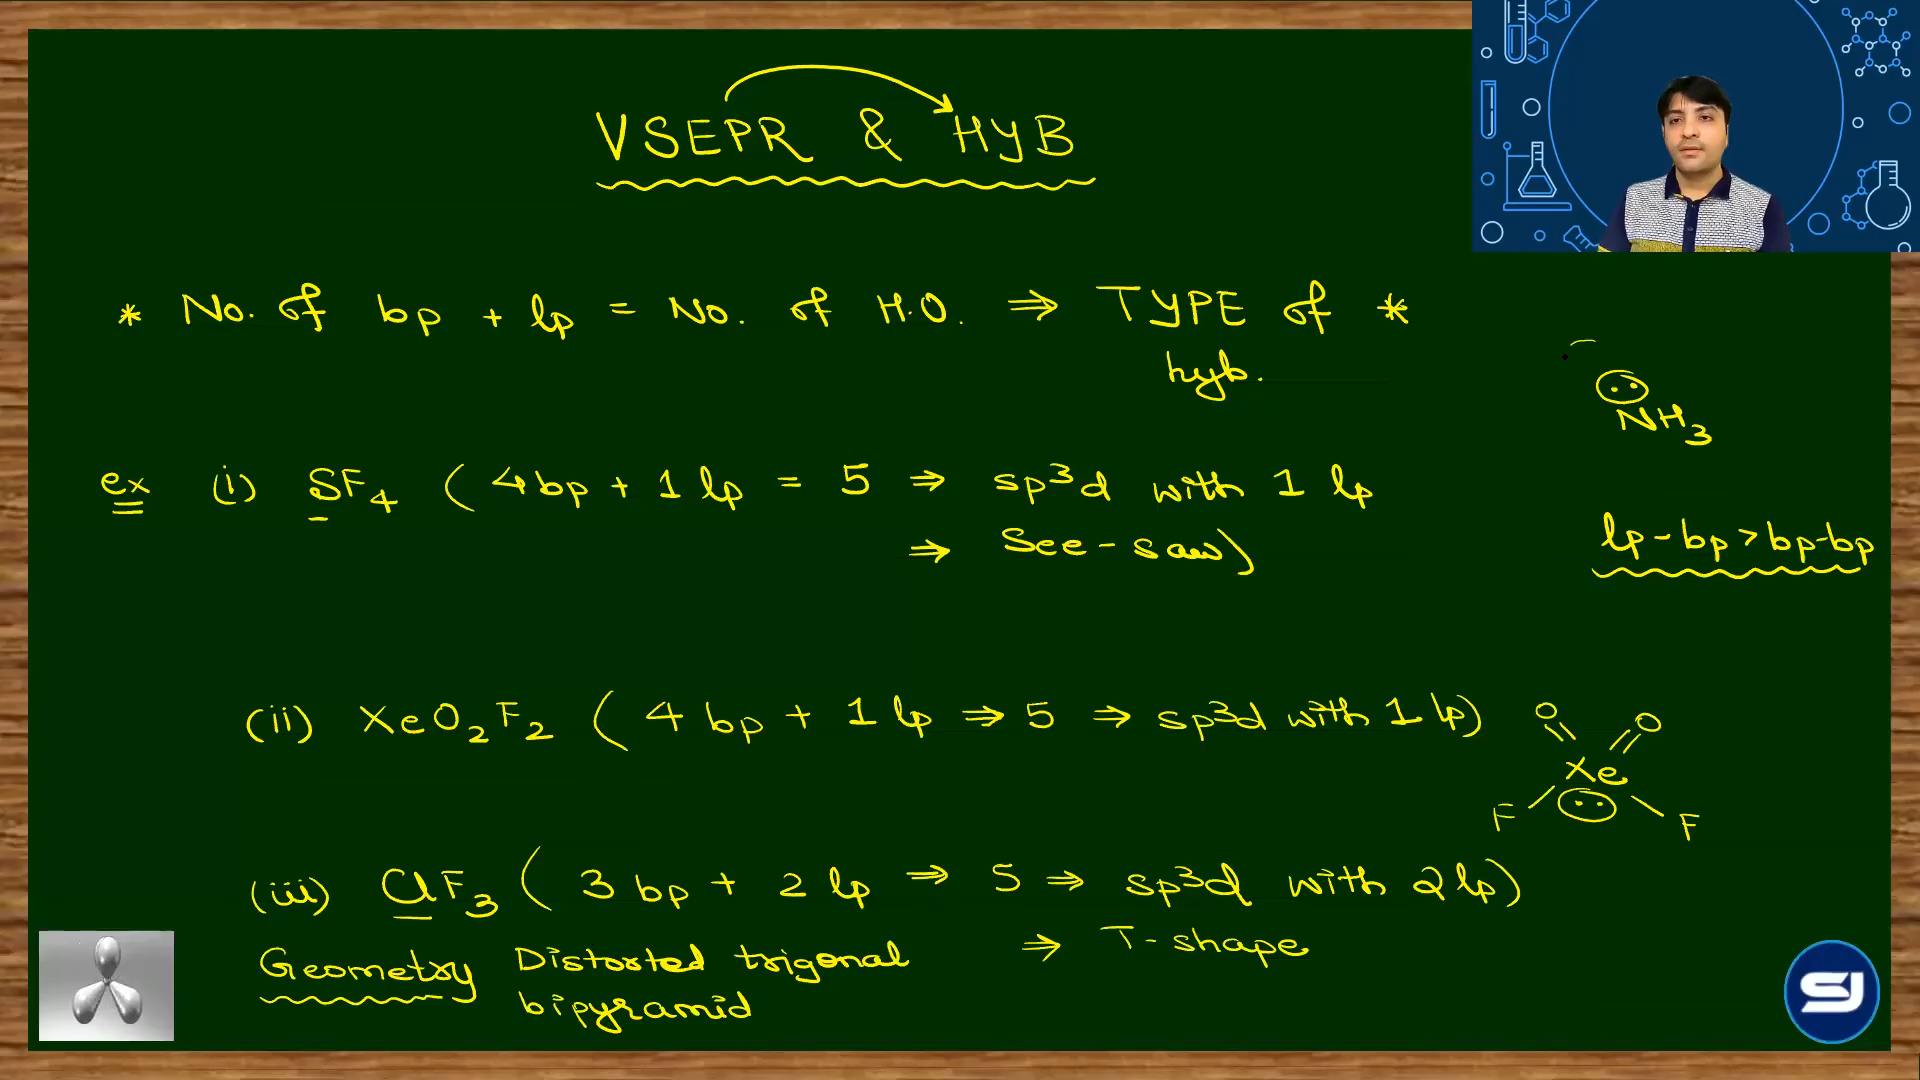 VSEPR & HYB
* No. of bp + lp = No. of H.O. ⇒ TYPE of *
hyb.
NH3
ex (i) SF4 ( 4bp + 1 lp = 5 ⇒ sp3d with 1 lp
⇒ See-saw)
lp-bp > bp-bp
(ii) XeO2F2 ( 4 bp + 1 lp ⇒ 5 ⇒ sp3d with 1 lp)
O O
Xe
F F
(iii) ClF3 ( 3 bp + 2 lp ⇒ 5 ⇒ sp3d with 2 lp)
⇒ T-shape
Geometry Distorted trigonal
bipyramid
SJ